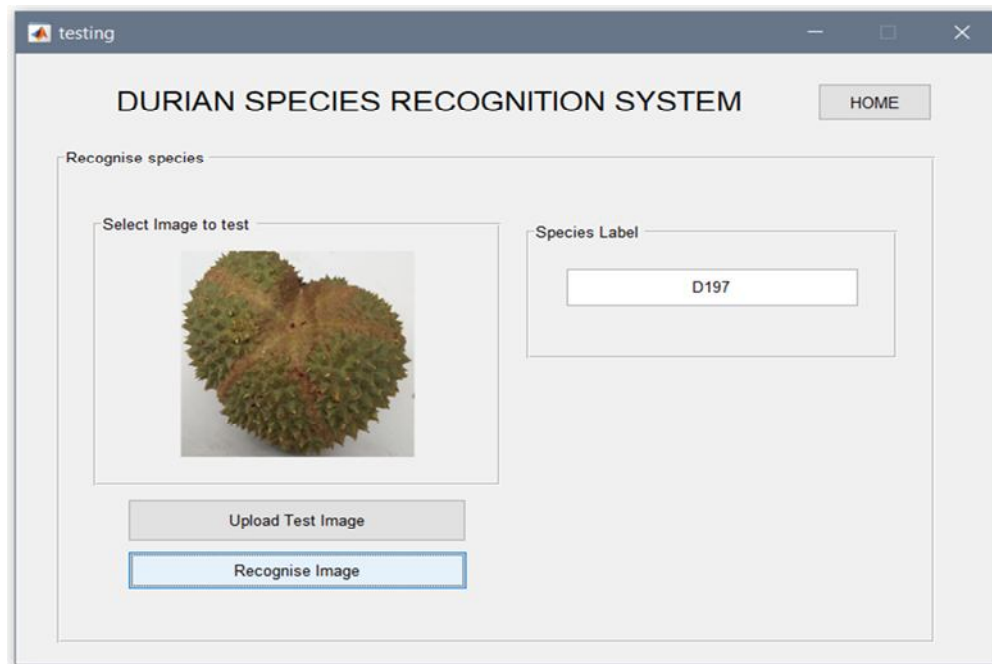 testing
DURIAN SPECIES RECOGNITION SYSTEM
HOME
Recognise species
Select Image to test
Species Label
D197
Upload Test Image
Recognise Image